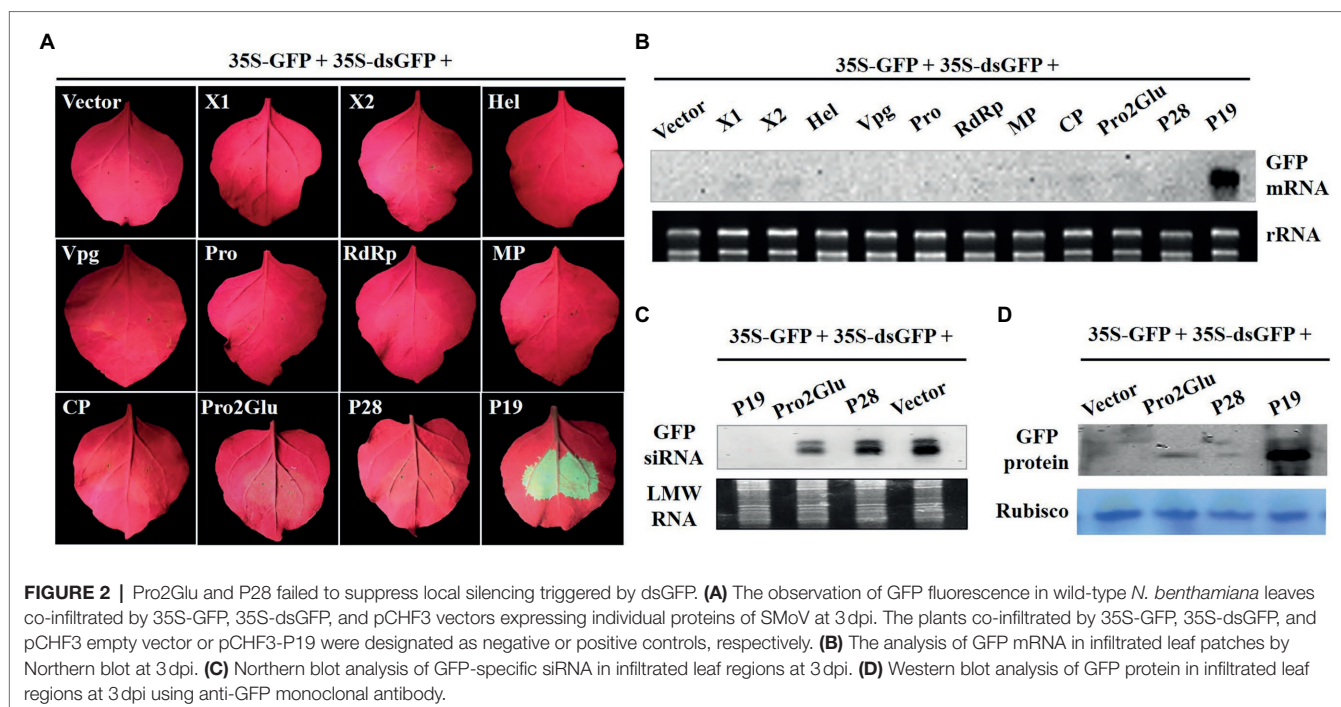 A
35S-GFP + 35S-dsGFP +
Vector X1 X2 Hel
Vpg Pro RdRp MP
CP Pro2Glu P28 P19
B
35S-GFP + 35S-dsGFP +
Vector X1 X2 Hel Vpg Pro RdRp MP CP Pro2Glu P28 P19
GFP
mRNA
rRNA
C
35S-GFP + 35S-dsGFP +
P19 Pro2Glu P28 Vector
GFP
siRNA
LMW
RNA
D
35S-GFP + 35S-dsGFP +
Vector Pro2Glu P28 P19
GFP
protein
Rubisco
FIGURE 2 | Pro2Glu and P28 failed to suppress local silencing triggered by dsGFP. (A) The observation of GFP fluorescence in wild-type N. benthamiana leaves
co-infiltrated by 35S-GFP, 35S-dsGFP, and pCHF3 vectors expressing individual proteins of SMoV at 3 dpi. The plants co-infiltrated by 35S-GFP, 35S-dsGFP, and
pCHF3 empty vector or pCHF3-P19 were designated as negative or positive controls, respectively. (B) The analysis of GFP mRNA in infiltrated leaf patches by
Northern blot at 3 dpi. (C) Northern blot analysis of GFP-specific siRNA in infiltrated leaf regions at 3 dpi. (D) Western blot analysis of GFP protein in infiltrated leaf
regions at 3 dpi using anti-GFP monoclonal antibody.